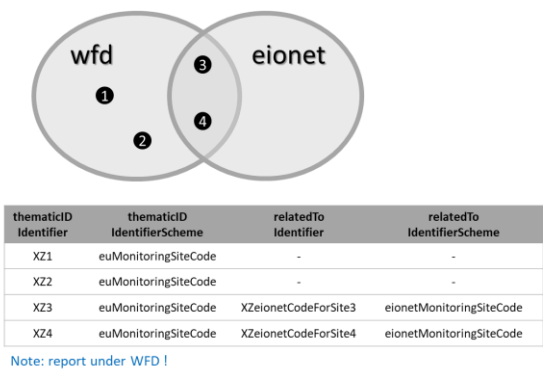 wfd
eionet
1
2
3
4
thematicID Identifier thematicID IdentifierScheme relatedTo Identifier relatedTo IdentifierScheme
XZ1 euMonitoringSiteCode - -
XZ2 euMonitoringSiteCode - -
XZ3 euMonitoringSiteCode XZeionetCodeForSite3 eionetMonitoringSiteCode
XZ4 euMonitoringSiteCode XZeionetCodeForSite4 eionetMonitoringSiteCode
Note: report under WFD !